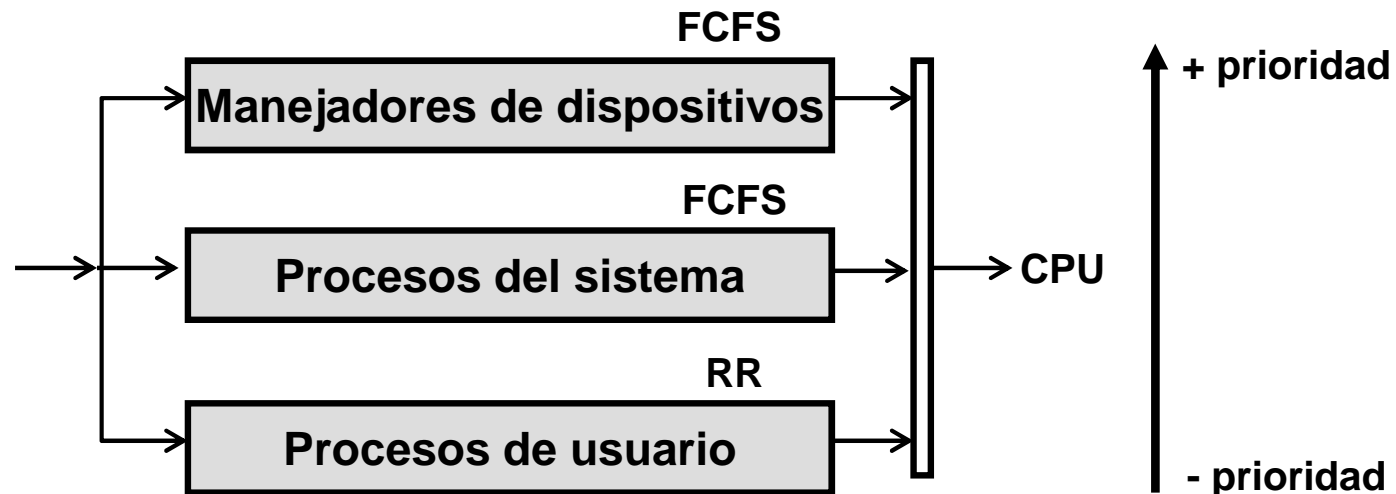 FCFS
Manejadores de dispositivos
+ prioridad
FCFS
Procesos del sistema
CPU
RR
Procesos de usuario
- prioridad